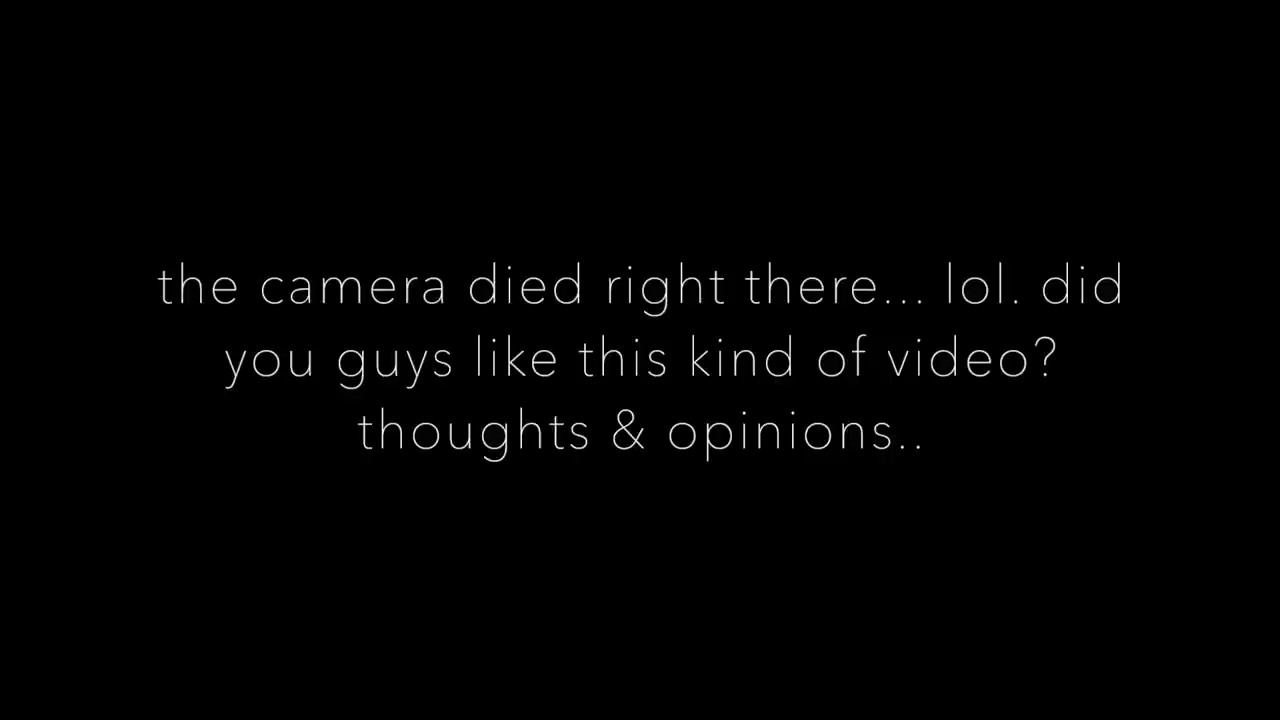 the camera died right there... lol. did
you guys like this kind of video?
thoughts & opinions..